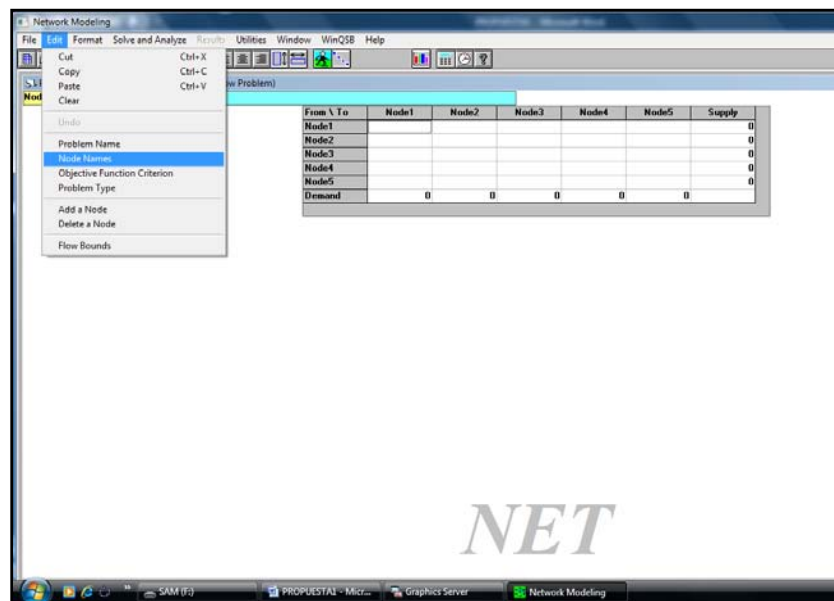 Network Modeling
File Edit Format Solve and Analyze Results Utilities Window WinQSB Help
Cut Ctrl+X
Copy Ctrl+C
Paste Ctrl+V
Clear
Undo
Problem Name
Node Names
Objective Function Criterion
Problem Type
Add a Node
Delete a Node
Flow Bounds
w Problem)
Nod
From \ To Node1 Node2 Node3 Node4 Node5 Supply
Node1 0
Node2 0
Node3 0
Node4 0
Node5 0
Demand 0 0 0 0 0
NET
SAM (F:) PROPUESTA1 - Micr... Graphics Server Network Modeling